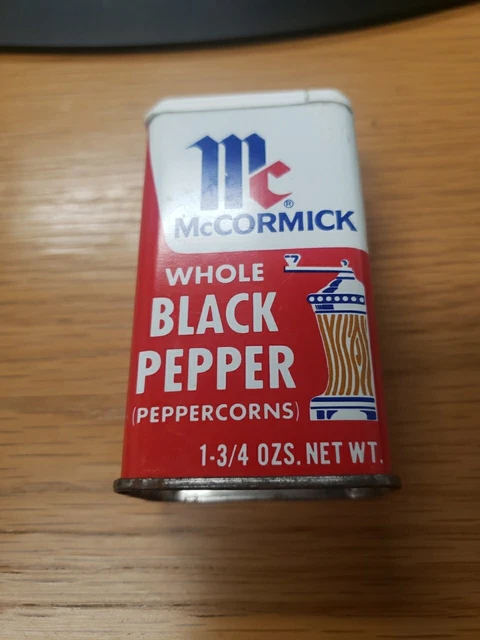 Mc®
McCORMICK
WHOLE
BLACK
PEPPER
(PEPPERCORNS)
1-3/4 OZS. NET WT.